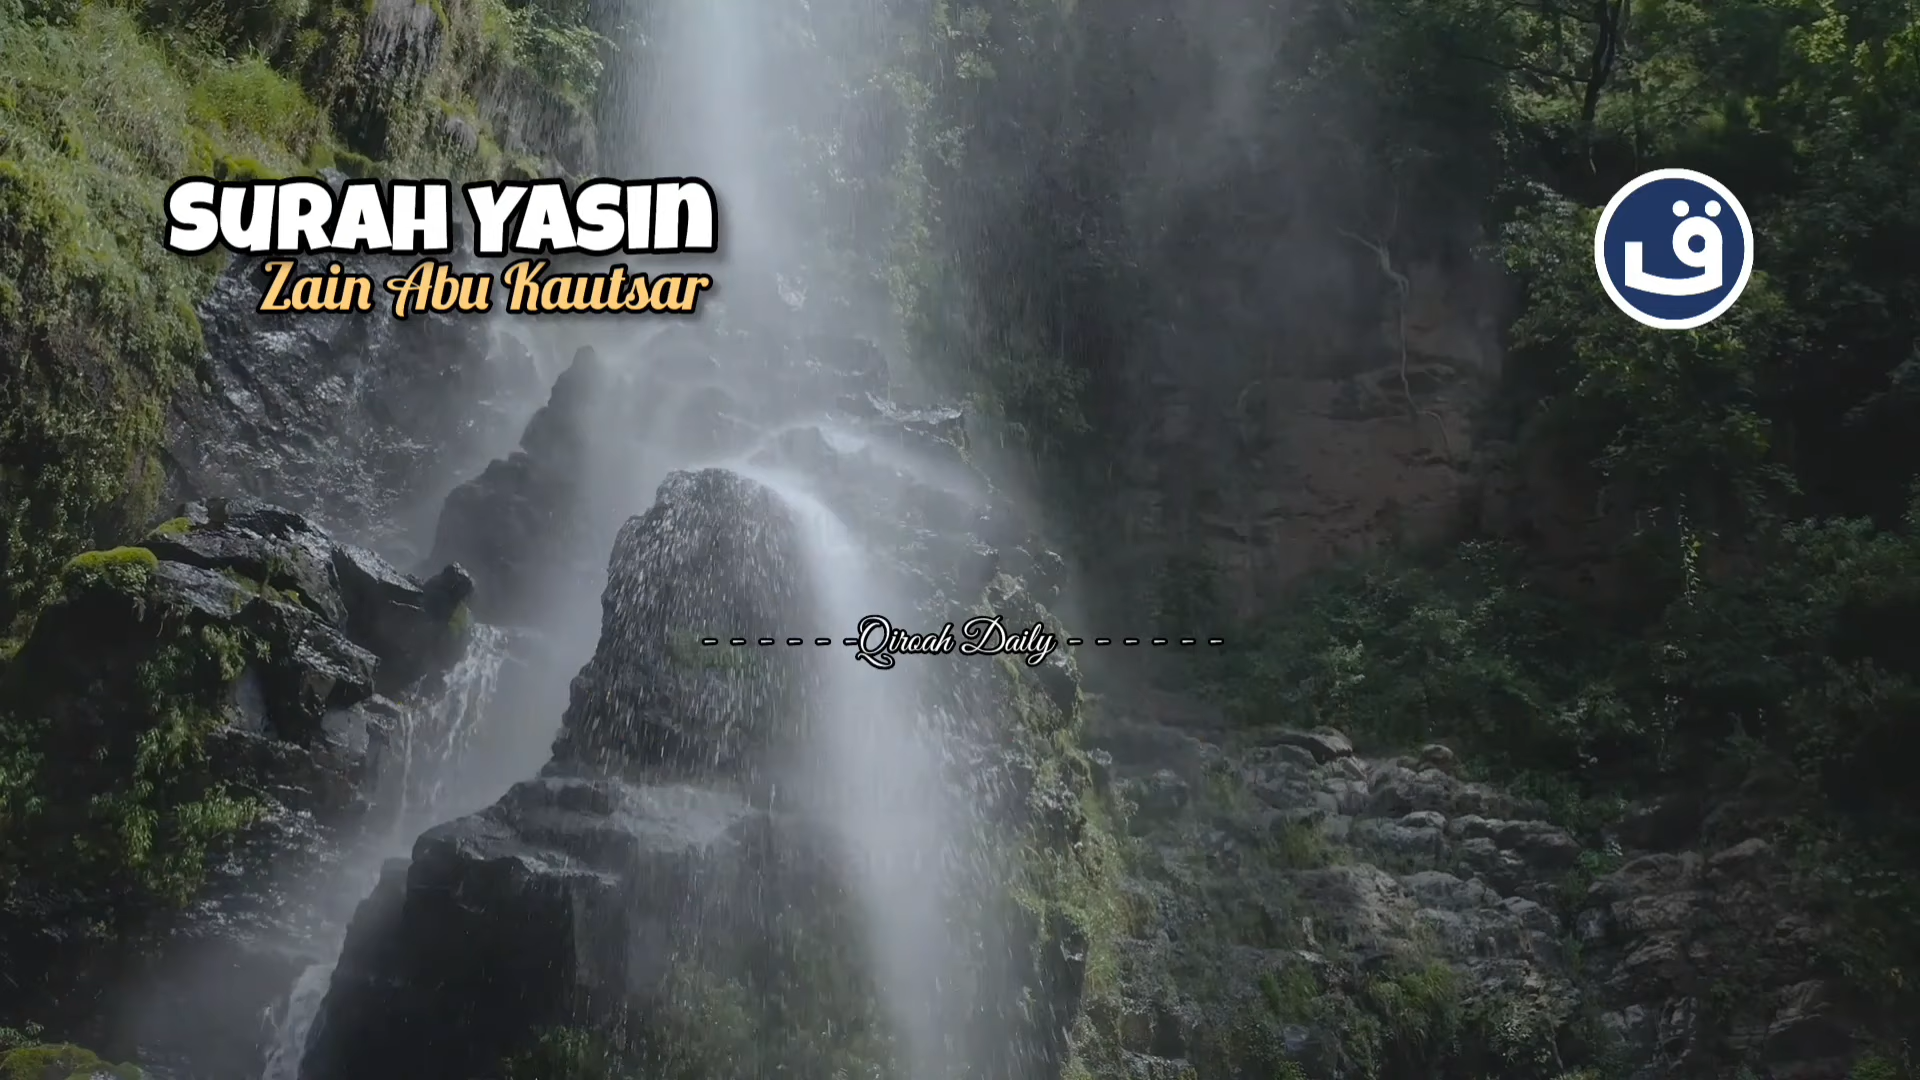 SURAH YASIN
Zain Abu Kautsar
ق
- - - - - -Qiroah Daily - - - - - -